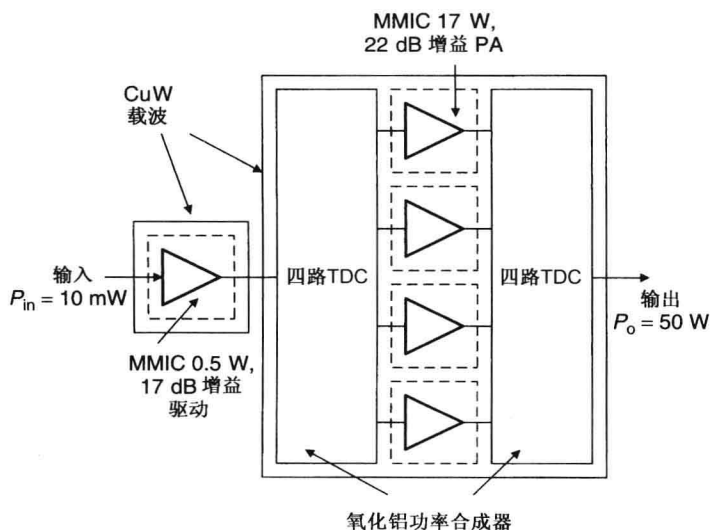 MMIC 17 W,
22 dB 增益 PA
CuW
载波
四路TDC
四路TDC
输入
P_in = 10 mW
输出
P_o = 50 W
MMIC 0.5 W,
17 dB 增益
驱动
氧化铝功率合成器